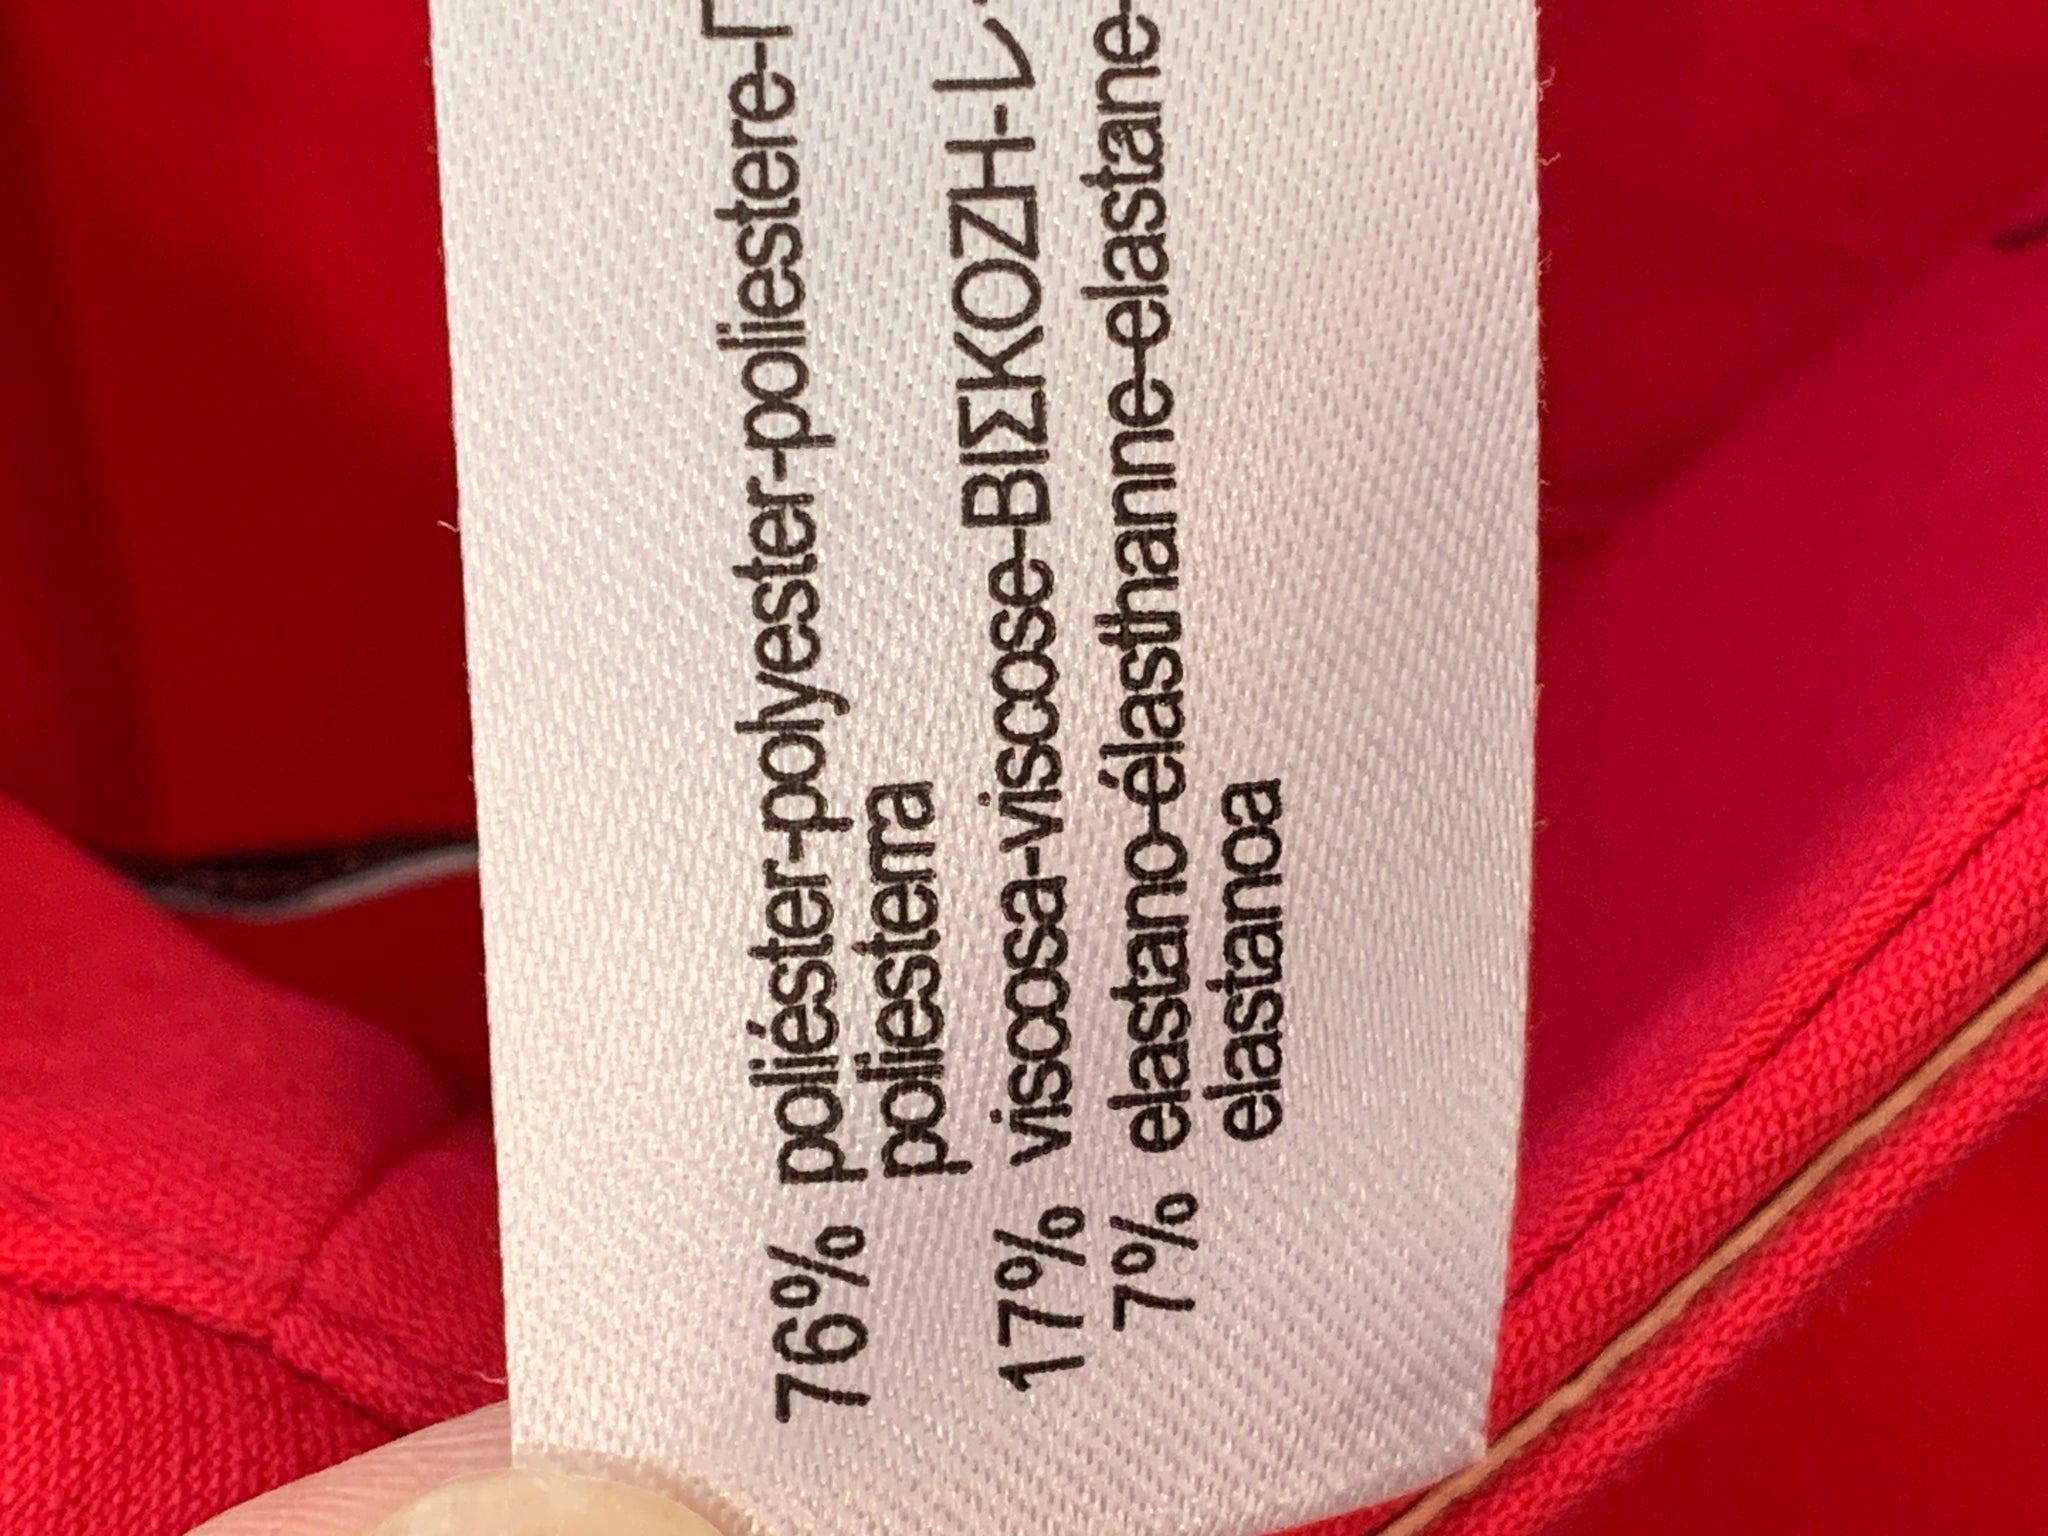 76% poliéster-polyester-poliestere-
poliesterra
17% viscosa-viscose-ΒΙΣΚΟΖΗ-
7% elastano-élasthanne-elastane-
elastanoa